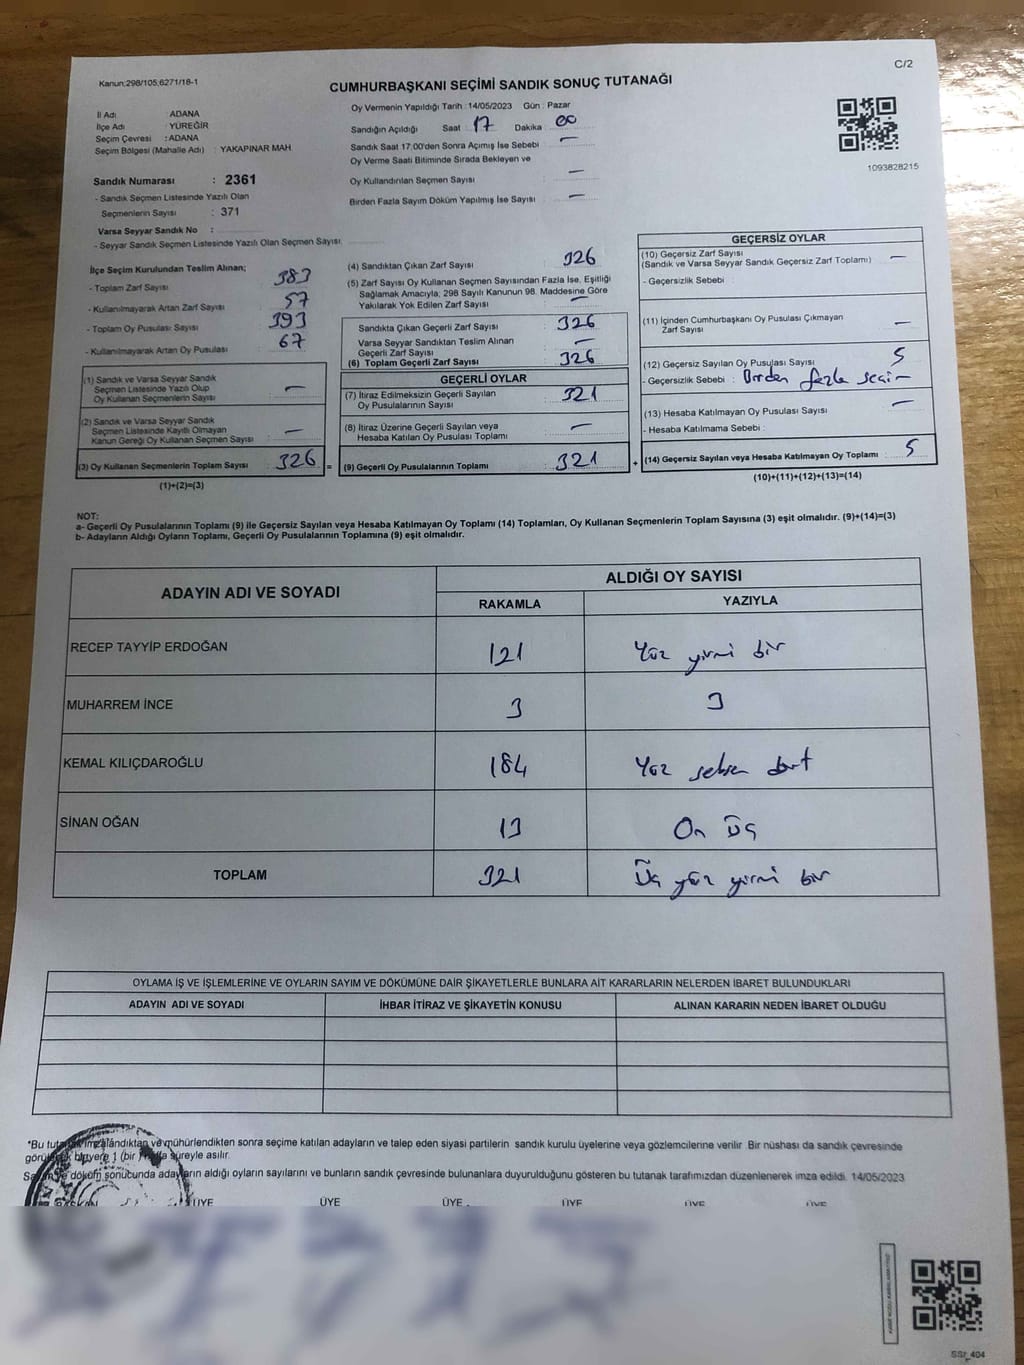 C/2
Kanun:298/105:6271/18-1
CUMHURBAŞKANI SEÇİMİ SANDIK SONUÇ TUTANAĞI
İl Adı : ADANA
İlçe Adı : YÜREĞİR
Seçim Çevresi : ADANA
Seçim Bölgesi (Mahalle Adı) : YAKAPINAR MAH
Sandık Numarası : 2361
- Sandık Seçmen Listesinde Yazılı Olan
Seçmenlerin Sayısı : 371
Varsa Seyyar Sandık No :
- Seyyar Sandık Listesinde Yazılı Olan Seçmen Sayısı
Oy Vermenin Yapıldığı Tarih : 14/05/2023 Gün : Pazar
Sandığın Açıldığı Saat : 17 Dakika : 00
Sandık Saat 17.00'den Sonra Açımış İse Sebebi : —
Oy Verme Saati Bitiminde Sırada Bekleyen ve
Oy Kullandırılan Seçmen Sayısı : —
Birden Fazla Sayım Döküm Yapılmış İse Sayısı : —
1093828215
İlçe Seçim Kurulundan Teslim Alınan;
- Toplam Zarf Sayısı : 383
- Kullanılmayarak Artan Zarf Sayısı : 57
- Toplam Oy Pusulası Sayısı : 393
- Kullanılmayarak Artan Oy Pusulası : 67
(1) Sandık ve Varsa Seyyar Sandık
Seçmen Listesinde Yazılı Olup
Oy Kullanan Seçmenlerin Sayısı : —
(2) Sandık ve Varsa Seyyar Sandık
Seçmen Listesinde Kayıtlı Olmayan
Kanun Gereği Oy Kullanan Seçmen Sayısı : —
(3) Oy Kullanan Seçmenlerin Toplam Sayısı : 326 =
(1)+(2)=(3)
(4) Sandıktan Çıkan Zarf Sayısı : 326
(5) Zarf Sayısı Oy Kullanan Seçmen Sayısından Fazla İse, Eşitliği
Sağlamak Amacıyla, 298 Sayılı Kanunun 98. Maddesine Göre
Yakılarak Yok Edilen Zarf Sayısı : —
Sandıkta Çıkan Geçerli Zarf Sayısı : 326
Varsa Seyyar Sandıktan Teslim Alınan
Geçerli Zarf Sayısı : —
(6) Toplam Geçerli Zarf Sayısı : 326
GEÇERLİ OYLAR
(7) İtiraz Edilmeksizin Geçerli Sayılan
Oy Pusulalarının Sayısı : 321
(8) İtiraz Üzerine Geçerli Sayılan veya
Hesaba Katılan Oy Pusulası Toplamı : —
(9) Geçerli Oy Pusulalarının Toplamı : 321 +
GEÇERSİZ OYLAR
(10) Geçersiz Zarf Sayısı
(Sandık ve Varsa Seyyar Sandık Geçersiz Zarf Toplamı) : —
- Geçersizlik Sebebi
(11) İçinden Cumhurbaşkanı Oy Pusulası Çıkmayan
Zarf Sayısı : —
(12) Geçersiz Sayılan Oy Pusulası Sayısı : 5
- Geçersizlik Sebebi : Birden fazla seçim
(13) Hesaba Katılmayan Oy Pusulası Sayısı : —
- Hesaba Katılmama Sebebi :
(14) Geçersiz Sayılan veya Hesaba Katılmayan Oy Toplamı : 5
(10)+(11)+(12)+(13)=(14)
NOT:
a- Geçerli Oy Pusulalarının Toplamı (9) ile Geçersiz Sayılan veya Hesaba Katılmayan Oy Toplamı (14) Toplamları, Oy Kullanan Seçmenlerin Toplam Sayısına (3) eşit olmalıdır. (9)+(14)=(3)
b- Adayların Aldığı Oyların Toplamı, Geçerli Oy Pusulalarının Toplamına (9) eşit olmalıdır.
ADAYIN ADI VE SOYADI
ALDIĞI OY SAYISI
RAKAMLA YAZIYLA
RECEP TAYYİP ERDOĞAN 121 Yüz yirmi bir
MUHARREM İNCE 3 3
KEMAL KILIÇDAROĞLU 184 Yüz seksen dört
SİNAN OĞAN 13 On üç
TOPLAM 321 Üç yüz yirmi bir
OYLAMA İŞ VE İŞLEMLERİNE VE OYLARIN SAYIM VE DÖKÜMÜNE DAİR ŞİKAYETLERLE BUNLARA AİT KARARLARIN NELERDEN İBARET BULUNDUKLARI
ADAYIN ADI VE SOYADI İHBAR İTİRAZ VE ŞİKAYETİN KONUSU ALINAN KARARIN NEDEN İBARET OLDUĞU
*Bu tutanak imzalandıktan ve mühürlendikten sonra seçime katılan adayların ve talep eden siyasi partilerin sandık kurulu üyelerine veya gözlemcilerine verilir. Bir nüshası da sandık çevresinde
görülecek bir yere 1 (bir ) hafta süreyle asılır.
Sayım ve döküm sonucunda adayların aldığı oyların sayılarını ve bunların sandık çevresinde bulunanlara duyurulduğunu gösteren bu tutanak tarafımızdan düzenlenerek imza edildi. 14/05/2023
BAŞKAN ÜYE ÜYE ÜYE ÜYE ÜYE ÜYE
SSI_404